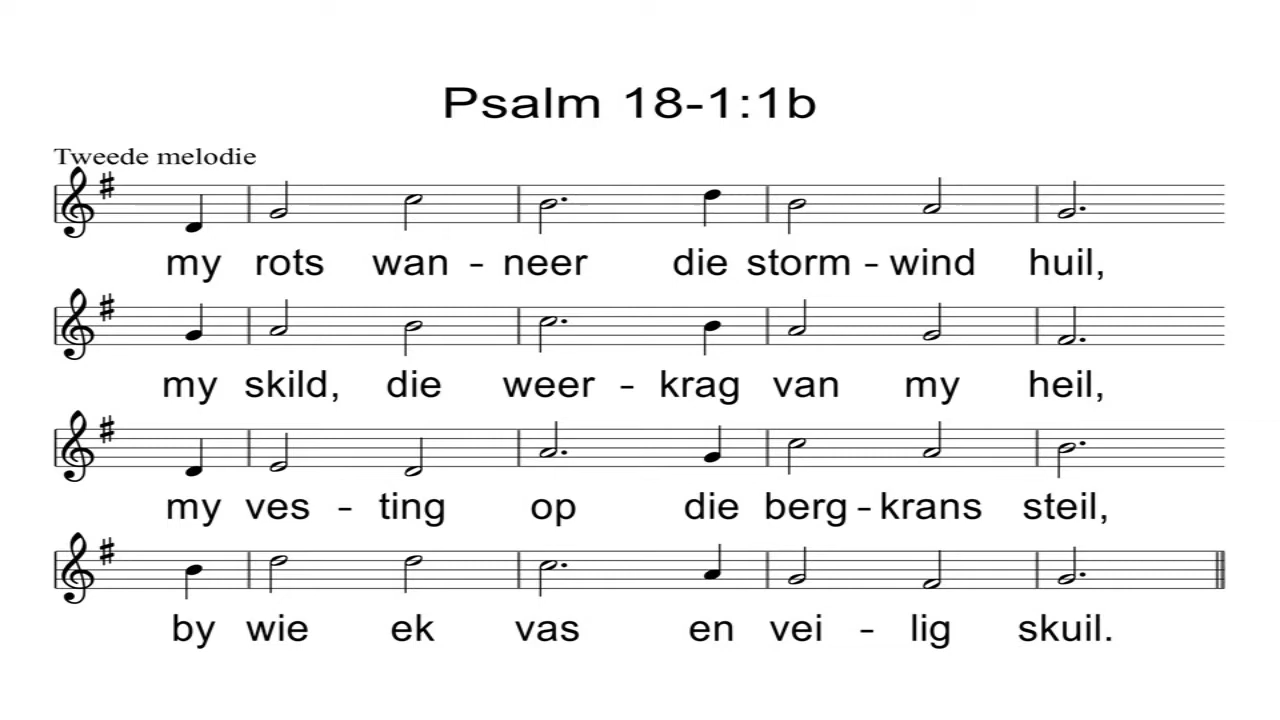 Psalm 18-1:1b
Tweede melodie
my rots wan - neer die storm - wind huil,
my skild, die weer - krag van my heil,
my ves - ting op die berg - krans steil,
by wie ek vas en vei - lig skuil.